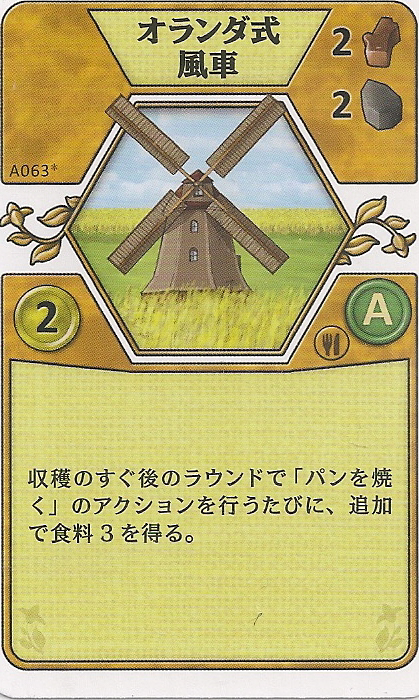 オランダ式
風車
2
2
A063*
2
A
収穫のすぐ後のラウンドで「パンを焼
く」のアクションを行うたびに、追加
で食料3を得る。